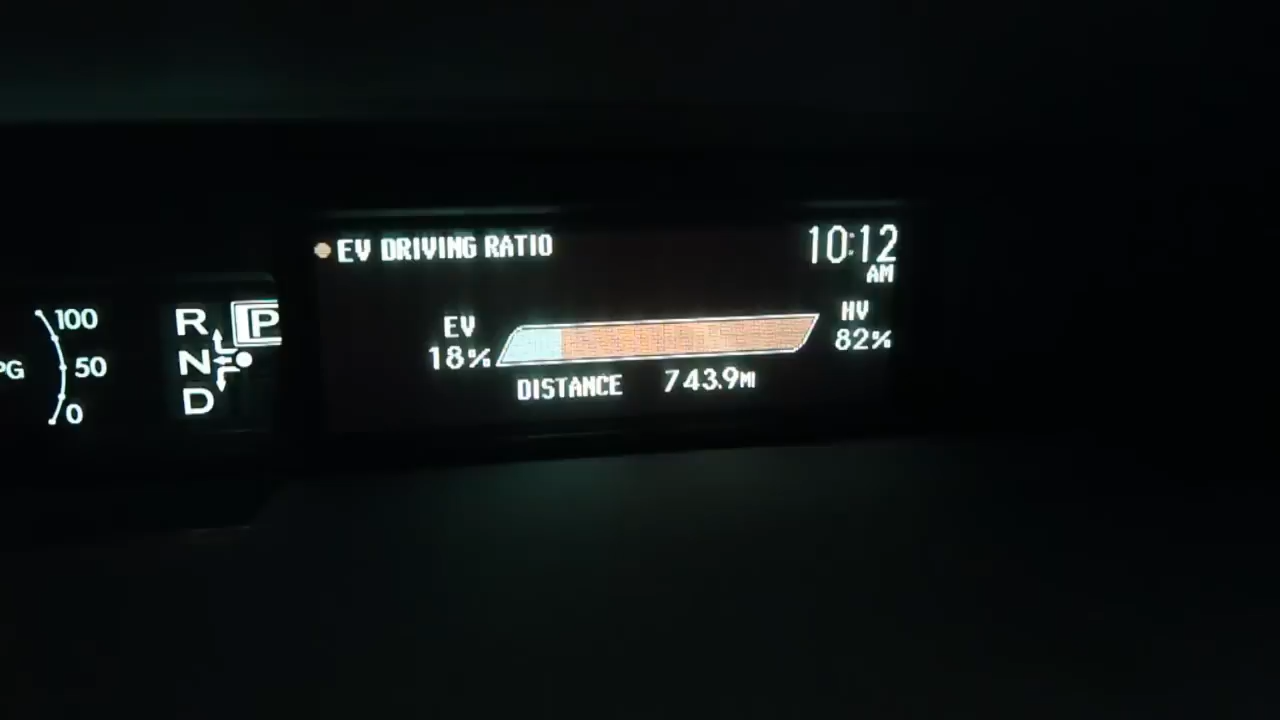 EV DRIVING RATIO
10:12
AM
EV
18%
HV
82%
DISTANCE 743.9MI
100
50
0
PG
R
N
D
P